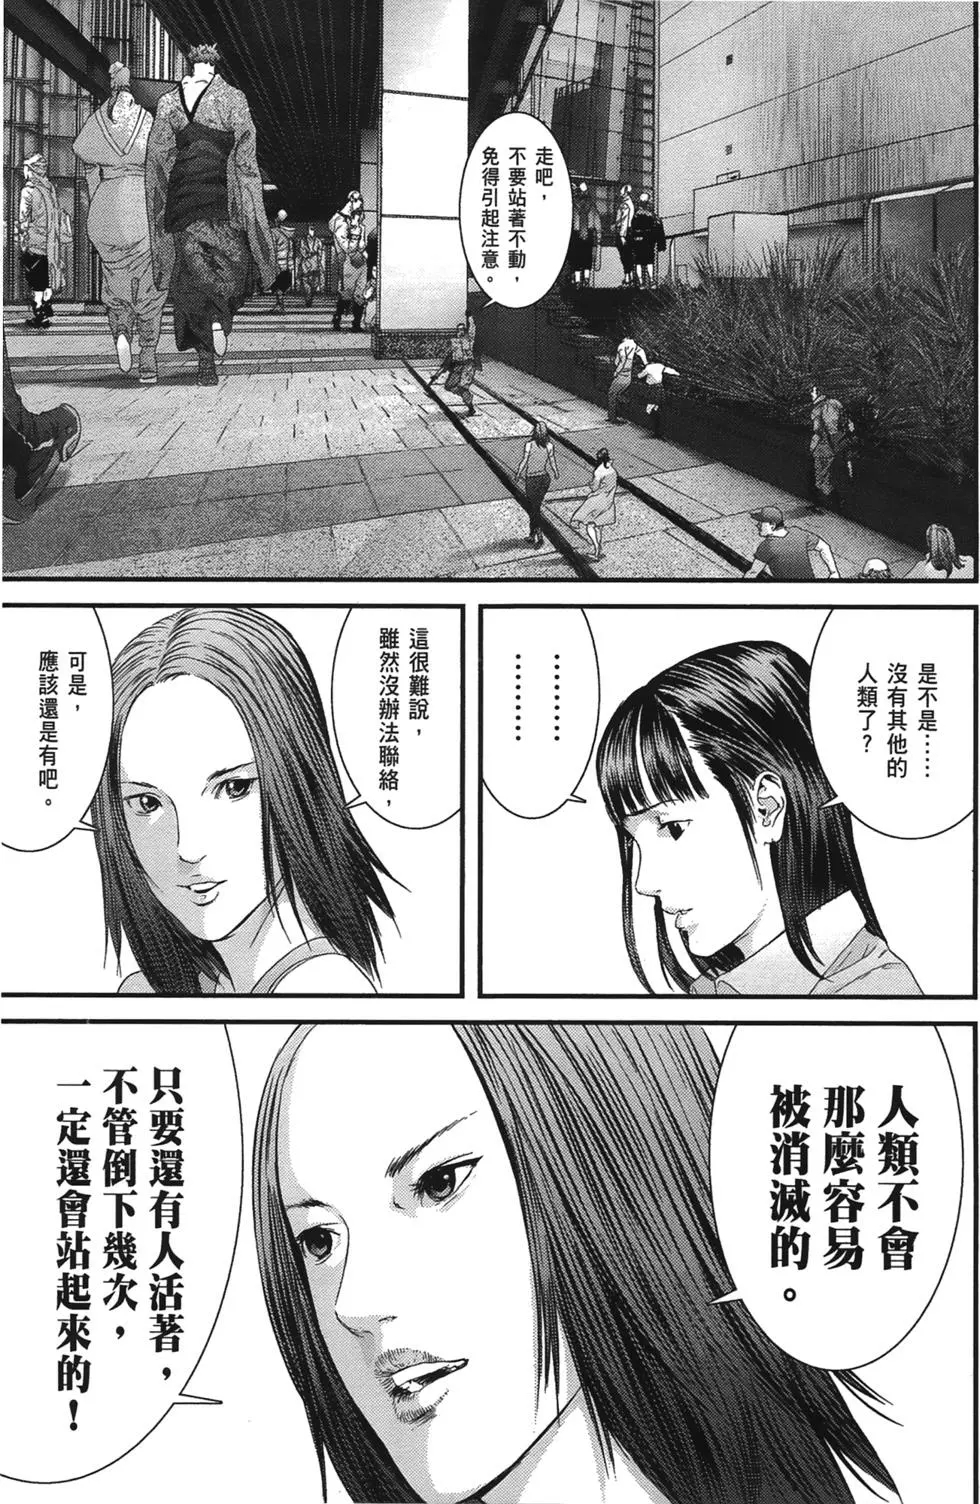 走吧，
不要站著不動，
免得引起注意。
是不是……
沒有其他的
人類了？
………
………
這很難說，
雖然沒辦法聯絡，
可是，
應該還是有吧。
人類不會
那麼容易
被消滅的。
只要還有人活著，
不管倒下幾次，
一定還會站起來的！